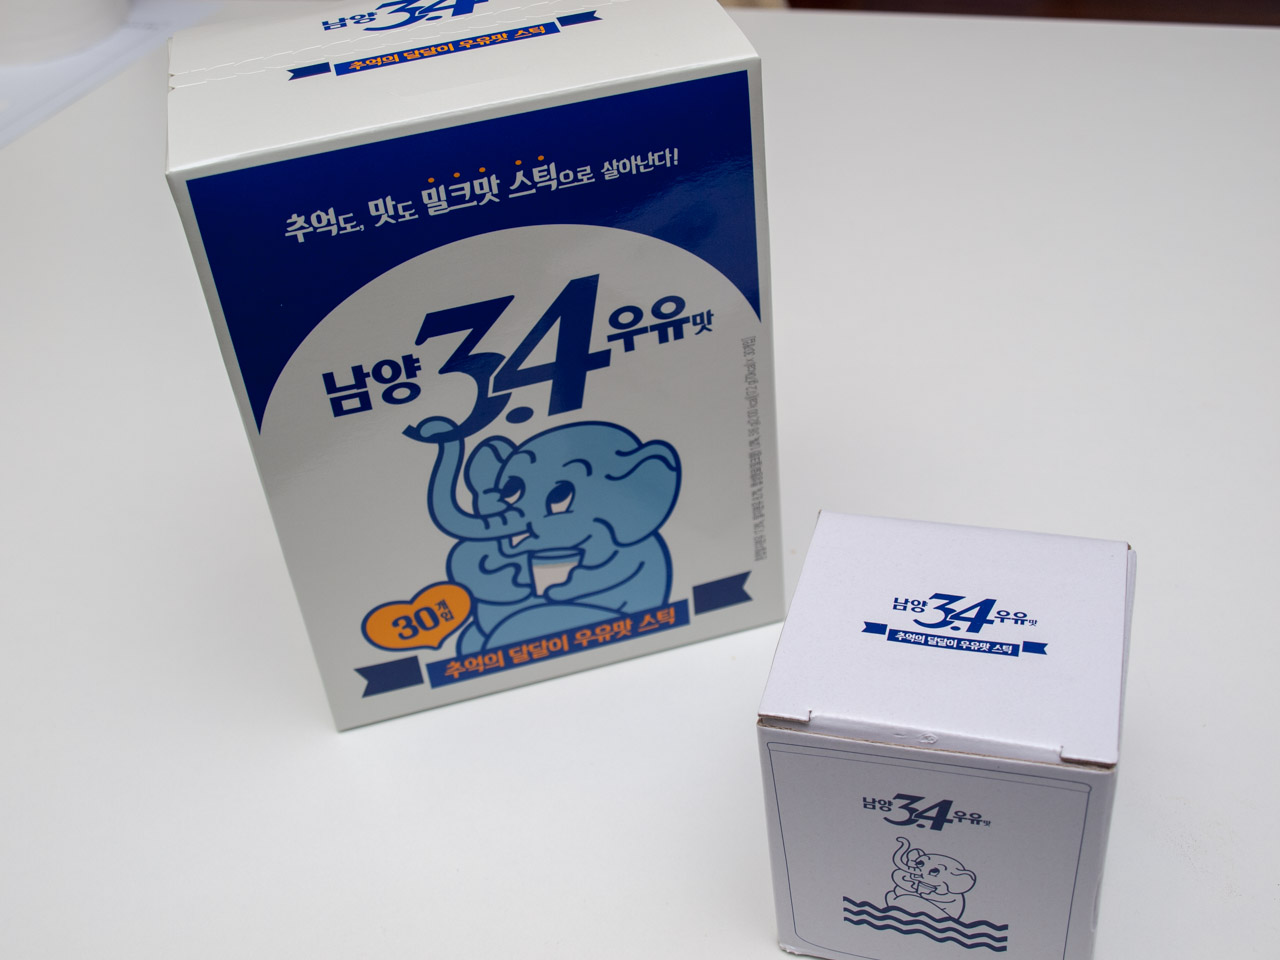 남양 3.4
추억의 달달이 우유맛 스틱
추억도, 맛도 밀크맛 스틱으로 살아난다!
남양 3.4 우유맛
30개입
추억의 달달이 우유맛 스틱
남양 3.4 우유맛
추억의 달달이 우유맛 스틱
남양 3.4 우유맛